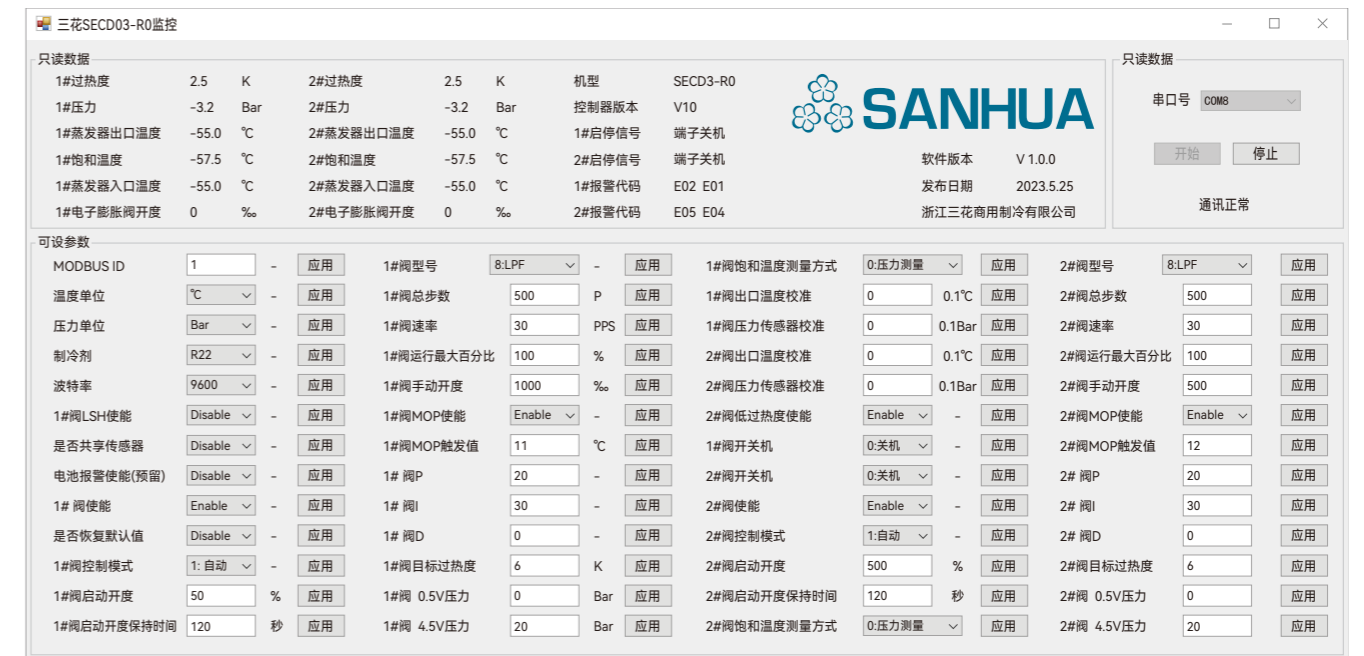 三花SECD03-R0监控
只读数据 只读数据
1#过热度 2.5 K 2#过热度 2.5 K 机型 SECD3-R0
1#压力 -3.2 Bar 2#压力 -3.2 Bar 控制器版本 V10 SANHUA 串口号 COM8
1#蒸发器出口温度 -55.0 ℃ 2#蒸发器出口温度 -55.0 ℃ 1#启停信号 端子关机
1#饱和温度 -57.5 ℃ 2#饱和温度 -57.5 ℃ 2#启停信号 端子关机 软件版本 V 1.0.0 开始 停止
1#蒸发器入口温度 -55.0 ℃ 2#蒸发器入口温度 -55.0 ℃ 1#报警代码 E02 E01 发布日期 2023.5.25
1#电子膨胀阀开度 0 ‰ 2#电子膨胀阀开度 0 ‰ 2#报警代码 E05 E04 浙江三花商用制冷有限公司 通讯正常
可设参数
MODBUS ID 1 - 应用 1#阀型号 8:LPF - 应用 1#阀饱和温度测量方式 0:压力测量 应用 2#阀型号 8:LPF 应用
温度单位 ℃ - 应用 1#阀总步数 500 P 应用 1#阀出口温度校准 0 0.1℃ 应用 2#阀总步数 500 应用
压力单位 Bar - 应用 1#阀速率 30 PPS 应用 1#阀压力传感器校准 0 0.1Bar 应用 2#阀速率 30 应用
制冷剂 R22 - 应用 1#阀运行最大百分比 100 % 应用 2#阀出口温度校准 0 0.1℃ 应用 2#阀运行最大百分比 100 应用
波特率 9600 - 应用 1#阀手动开度 1000 ‰ 应用 2#阀压力传感器校准 0 0.1Bar 应用 2#阀手动开度 500 应用
1#阀LSH使能 Disable - 应用 1#阀MOP使能 Enable - 应用 2#阀低过热度使能 Enable - 应用 2#阀MOP使能 Enable 应用
是否共享传感器 Disable - 应用 1#阀MOP触发值 11 ℃ 应用 1#阀开关机 0:关机 - 应用 2#阀MOP触发值 12 应用
电池报警使能(预留) Disable - 应用 1# 阀P 20 - 应用 2#阀开关机 0:关机 - 应用 2# 阀P 20 应用
1# 阀使能 Enable - 应用 1# 阀I 30 - 应用 2#阀使能 Enable - 应用 2# 阀I 30 应用
是否恢复默认值 Disable - 应用 1# 阀D 0 - 应用 2#阀控制模式 1:自动 - 应用 2# 阀D 0 应用
1#阀控制模式 1: 自动 - 应用 1#阀目标过热度 6 K 应用 2#阀启动开度 500 % 应用 2#阀目标过热度 6 应用
1#阀启动开度 50 % 应用 1#阀 0.5V压力 0 Bar 应用 2#阀启动开度保持时间 120 秒 应用 2#阀 0.5V压力 0 应用
1#阀启动开度保持时间 120 秒 应用 1#阀 4.5V压力 20 Bar 应用 2#阀饱和温度测量方式 0:压力测量 应用 2#阀 4.5V压力 20 应用